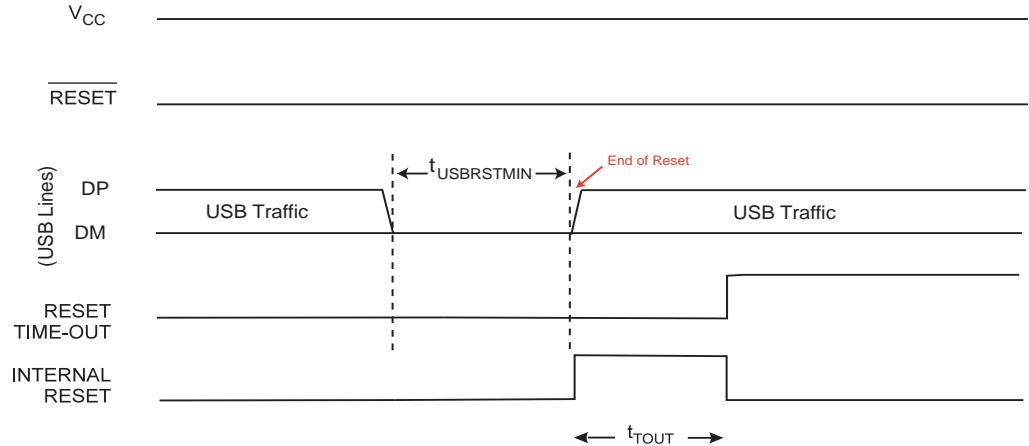 VCC
RESET
tUSBRSTMIN
End of Reset
(USB Lines)
DP
USB Traffic
USB Traffic
DM
RESET
TIME-OUT
INTERNAL
RESET
tTOUT